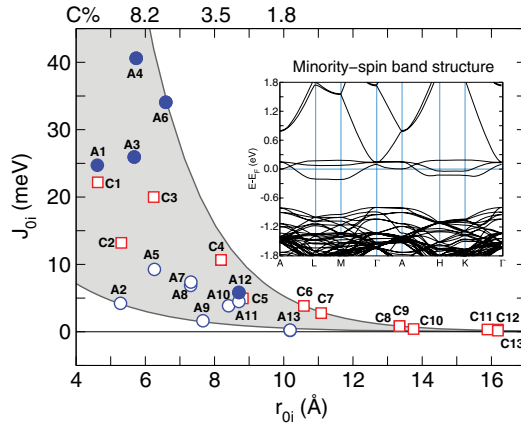 C% 8.2 3.5 1.8
J0i (meV)
40
30
20
10
0
4 6 8 10 12 14 16
r0i (Å)
A4
A6
A1
A3
C1
C3
C2
A5
C4
A7
A8
A12
A10
C5
A2
A11
A9
A13
C6
C7
C8
C9
C10
C11
C12
C13
Minority-spin band structure
E-EF (eV)
1.8
1.2
0.6
0
-0.6
-1.2
-1.8
A L M Γ A H K Γ